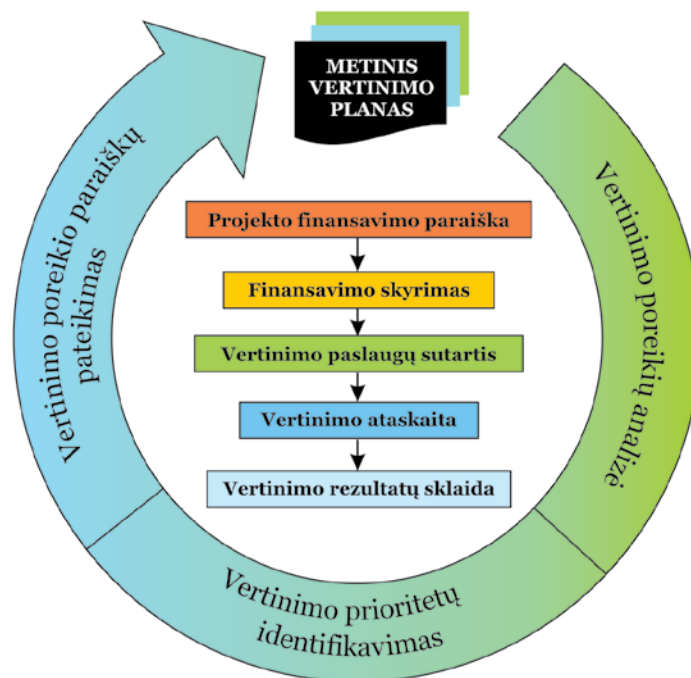 METINIS
VERTINIMO
PLANAS
Projekto finansavimo paraiška
Finansavimo skyrimas
Vertinimo paslaugų sutartis
Vertinimo ataskaita
Vertinimo rezultatų sklaida
Vertinimo poreikių analizė
Vertinimo prioritetų
identifikavimas
Vertinimo poreikio paraiškų
pateikimas